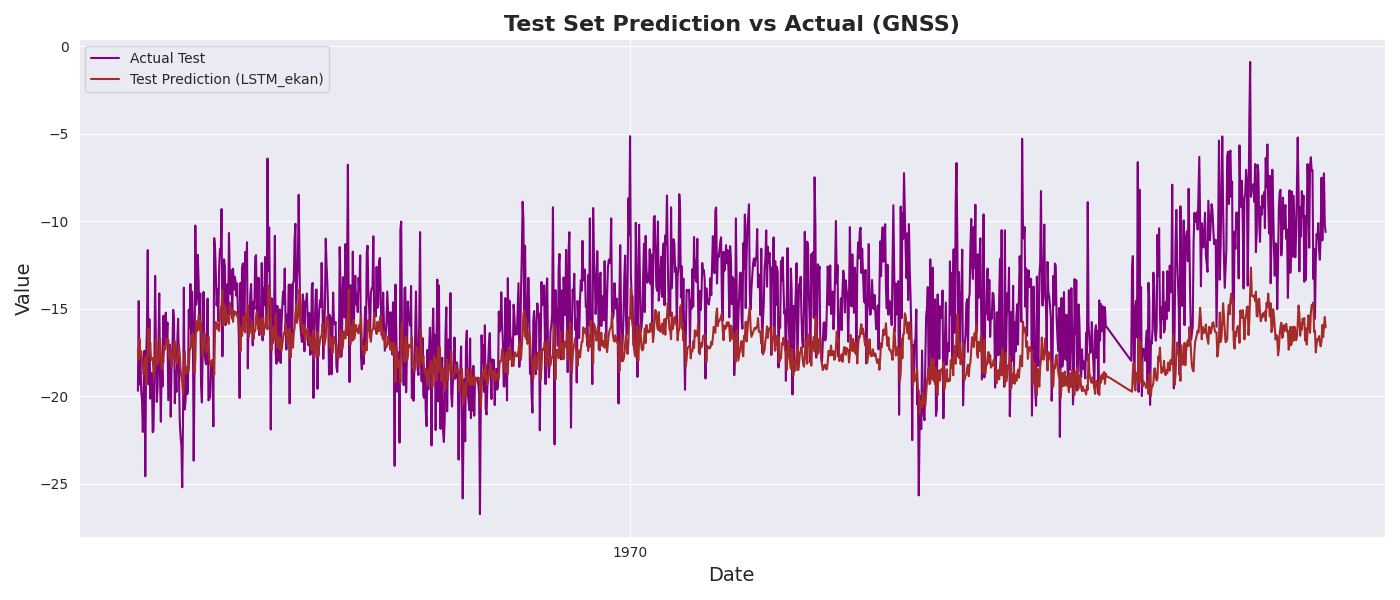 Test Set Prediction vs Actual (GNSS)
Actual Test
Test Prediction (LSTM_ekan)
0
−5
−10
−15
−20
−25
Value
1970
Date